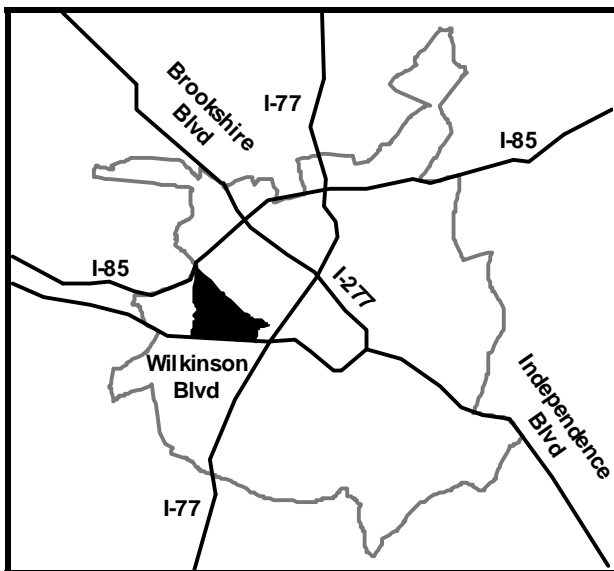 Brookshire
Blvd
I-77
I-85
I-85
I-277
Wilkinson
Blvd
Independence
Blvd
I-77